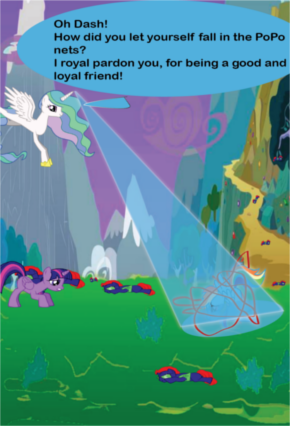 Oh Dash!
How did you let yourself fall in the PoPo
nets?
I royal pardon you, for being a good and
loyal friend!